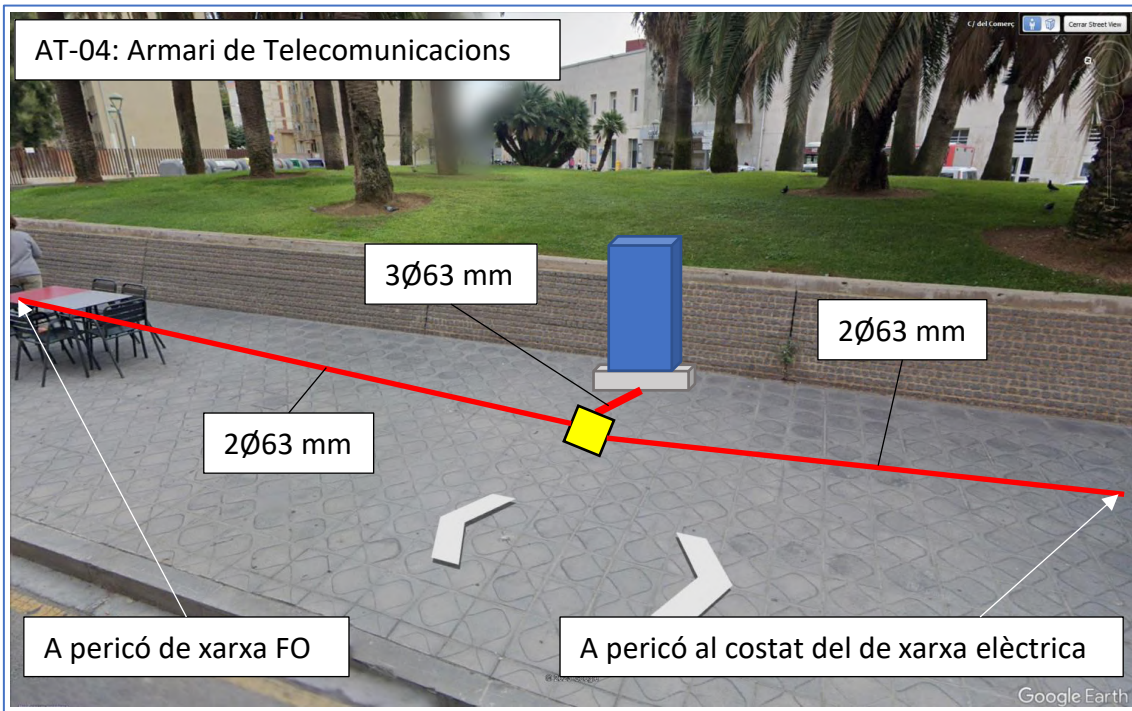 AT-04: Armari de Telecomunicacions
C/ del Comerç
Cerrar Street View
3Ø63 mm
2Ø63 mm
2Ø63 mm
A pericó de xarxa FO
A pericó al costat del de xarxa elèctrica
Google Earth